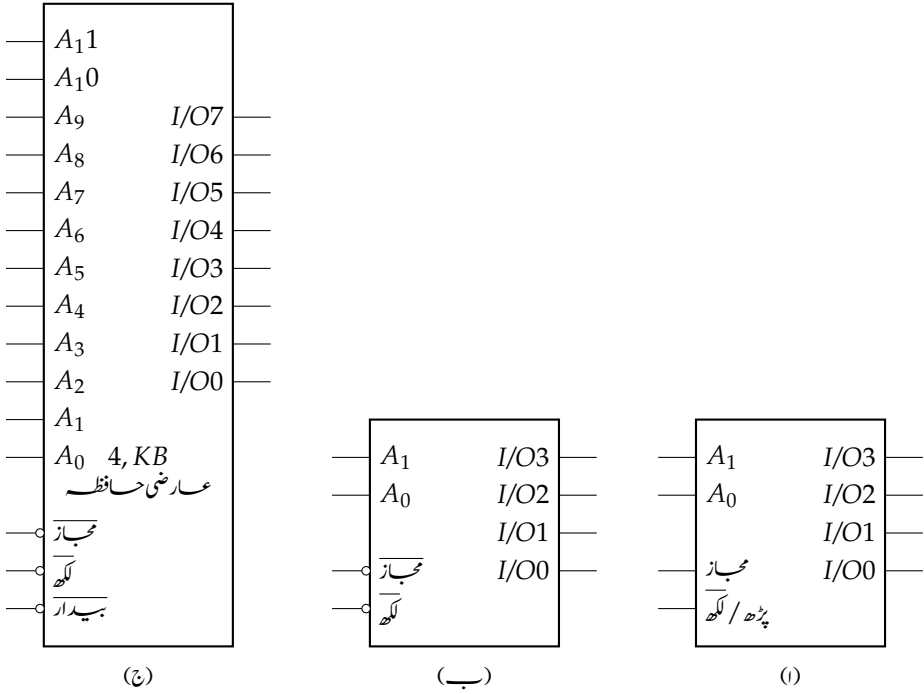 A₁1
A₁0
A₉ I/O7
A₈ I/O6
A₇ I/O5
A₆ I/O4
A₅ I/O3
A₄ I/O2
A₃ I/O1
A₂ I/O0
A₁
A₀ 4, KB
عارضی حافظہ
مجاز
لکھ
بیدار
(ج)
A₁ I/O3
A₀ I/O2
I/O1
مجاز I/O0
لکھ
(ب)
A₁ I/O3
A₀ I/O2
I/O1
مجاز I/O0
پڑھ / لکھ
(ا)